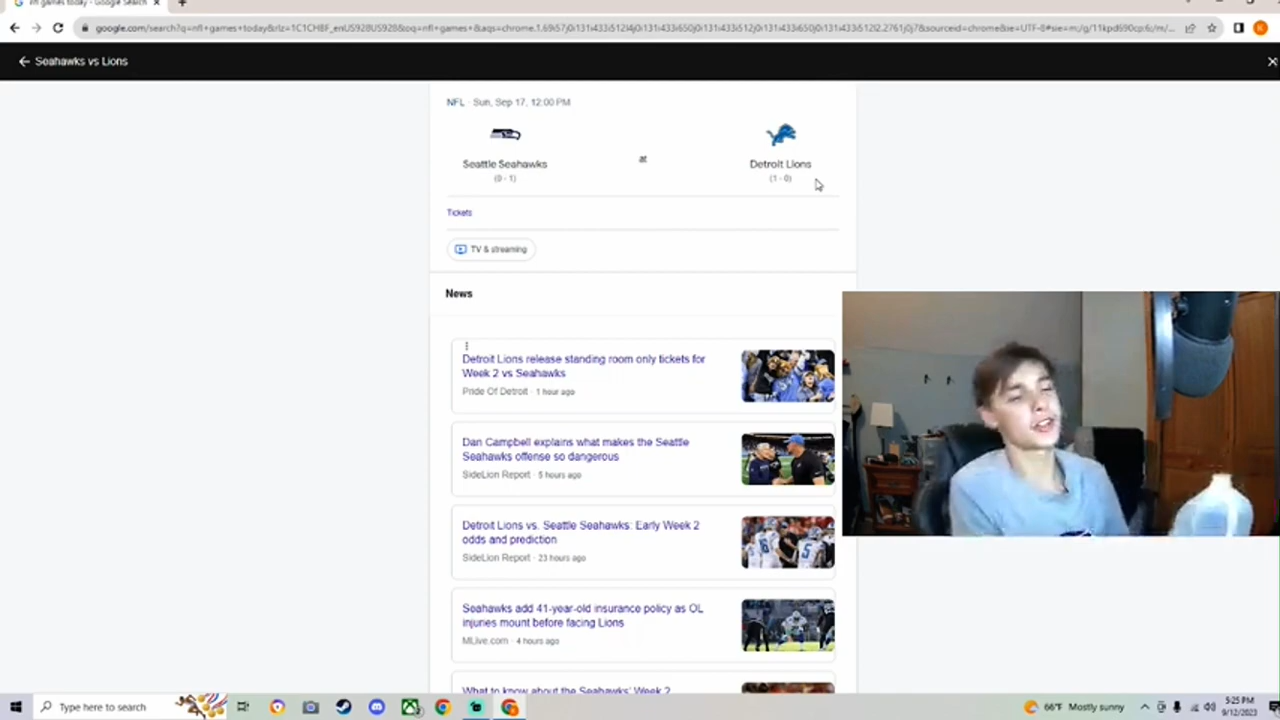 nfl games today - Google Search
Seahawks vs Lions
NFL · Sun, Sep 17, 12:00 PM
Seattle Seahawks
(0 - 1)
at
Detroit Lions
(1 - 0)
Tickets
TV & streaming
News
Detroit Lions release standing room only tickets for
Week 2 vs Seahawks
Pride Of Detroit · 1 hour ago
Dan Campbell explains what makes the Seattle
Seahawks offense so dangerous
SideLion Report · 5 hours ago
Detroit Lions vs. Seattle Seahawks: Early Week 2
odds and prediction
SideLion Report · 23 hours ago
Seahawks add 41-year-old insurance policy as OL
injuries mount before facing Lions
MLive.com · 4 hours ago
What to know about the Seahawks' Week 2
Type here to search
66°F Mostly sunny
5:25 PM
9/12/2023